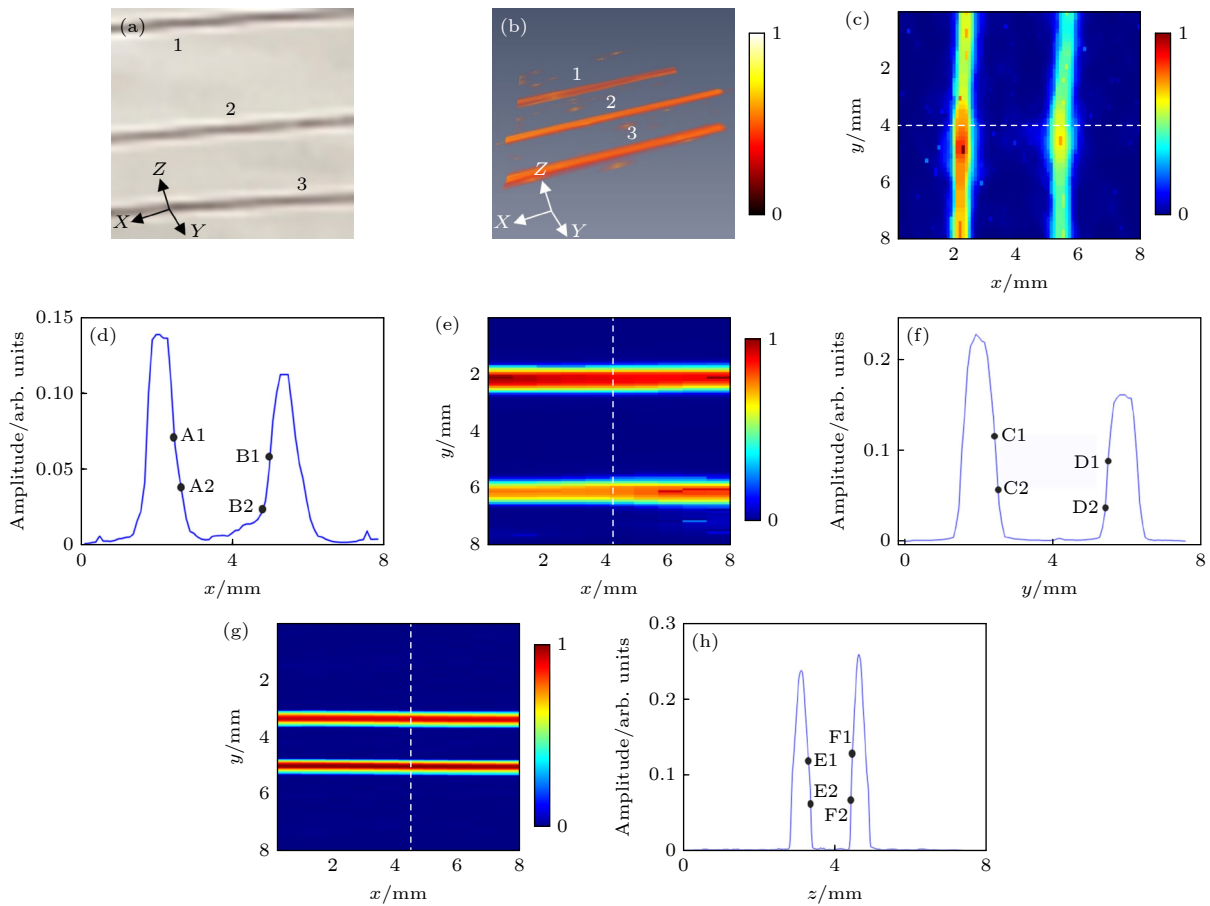 (a)
1
2
3
Z
X
Y
(b)
1
2
3
Z
X
Y
1
0
(c)
2
4
6
8
y/mm
2 4 6 8
x/mm
1
0
(d)
0.15
0.10
0.05
0
Amplitude/arb. units
A1
A2
B1
B2
0 4 8
x/mm
(e)
2
4
6
8
y/mm
2 4 6 8
x/mm
1
0
(f)
0.2
0.1
0
Amplitude/arb. units
C1
C2
D1
D2
0 4 8
y/mm
(g)
2
4
6
8
y/mm
2 4 6 8
x/mm
1
0
(h)
0.3
0.2
0.1
0
Amplitude/arb. units
E1
E2
F1
F2
0 4 8
z/mm